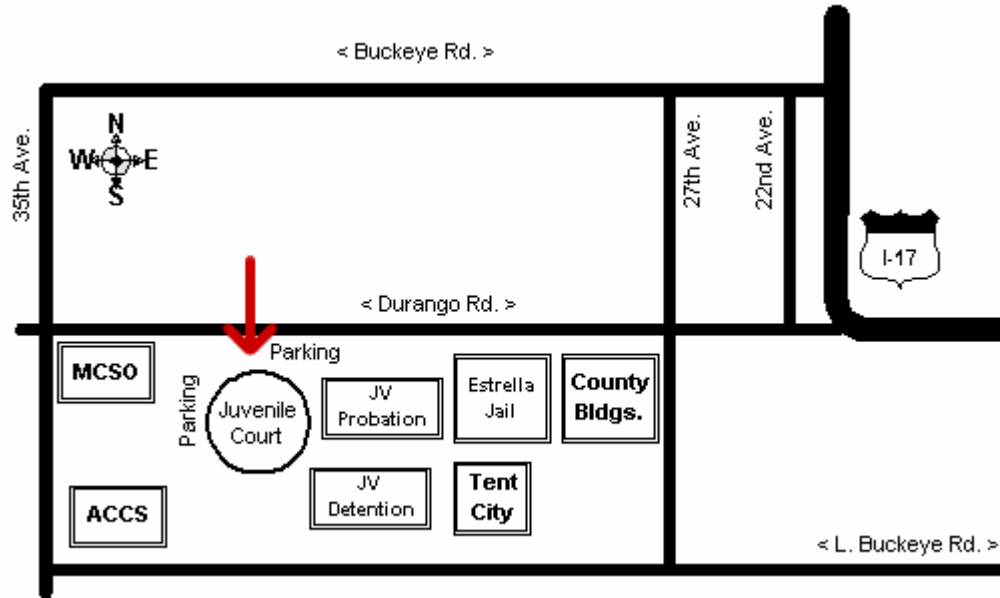 < Buckeye Rd. >
35th Ave.
N
W E
S
27th Ave.
22nd Ave.
I-17
< Durango Rd. >
MCSO
Parking
Parking
Juvenile
Court
JV
Probation
Estrella
Jail
County
Bldgs.
ACCS
JV
Detention
Tent
City
< L. Buckeye Rd. >